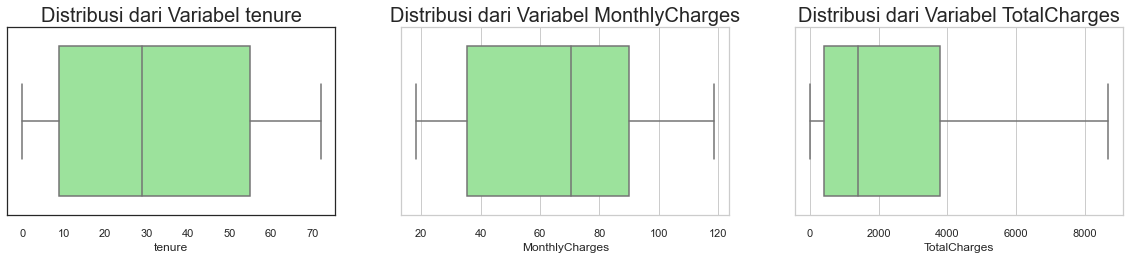 Distribusi dari Variabel tenure
0 10 20 30 40 50 60 70
tenure
Distribusi dari Variabel MonthlyCharges
20 40 60 80 100 120
MonthlyCharges
Distribusi dari Variabel TotalCharges
0 2000 4000 6000 8000
TotalCharges